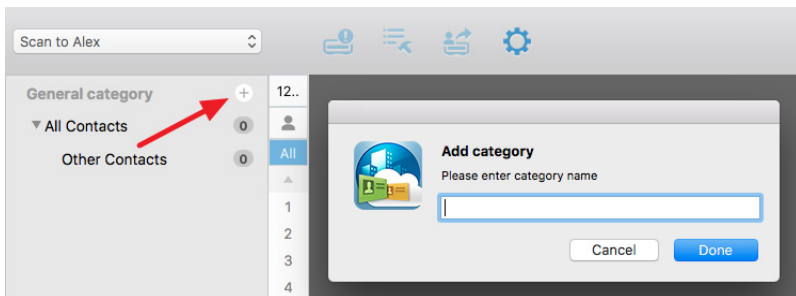 Scan to Alex
General category
12..
All Contacts
0
Other Contacts
0
All
1
2
3
4
Add category
Please enter category name
Cancel
Done